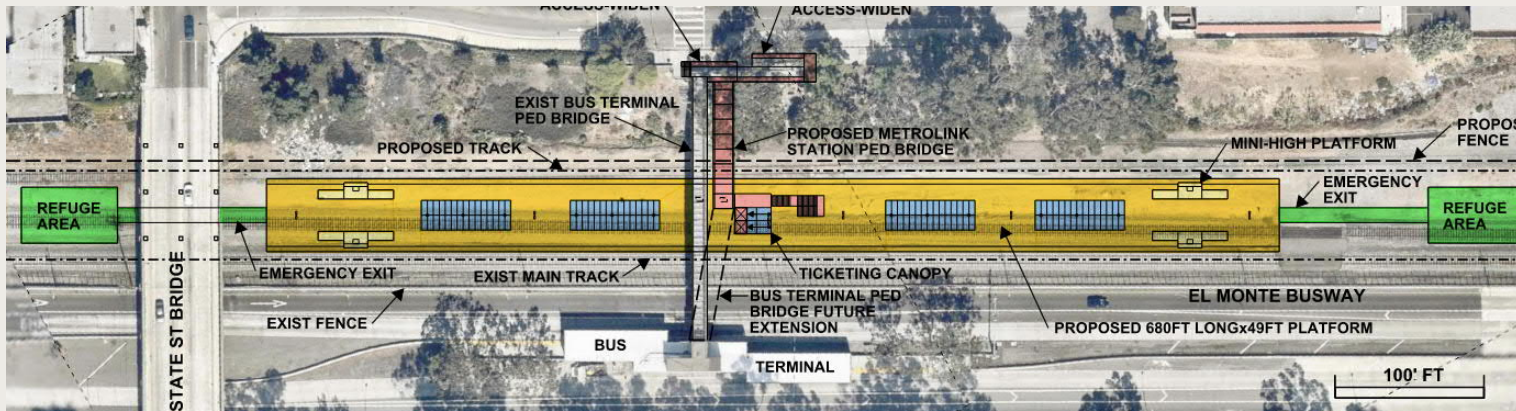 ACCESS-WIDEN
ACCESS-WIDEN
EXIST BUS TERMINAL
PED BRIDGE
PROPOSED TRACK
PROPOSED METROLINK
STATION PED BRIDGE
MINI-HIGH PLATFORM
FENCE
REFUGE
AREA
EMERGENCY
EXIT
REFUGE
AREA
EMERGENCY EXIT
EXIST MAIN TRACK
TICKETING CANOPY
EXIST FENCE
BUS TERMINAL PED
BRIDGE FUTURE
EXTENSION
EL MONTE BUSWAY
PROPOSED 680FT LONGx49FT PLATFORM
STATE ST BRIDGE
BUS
TERMINAL
100' FT